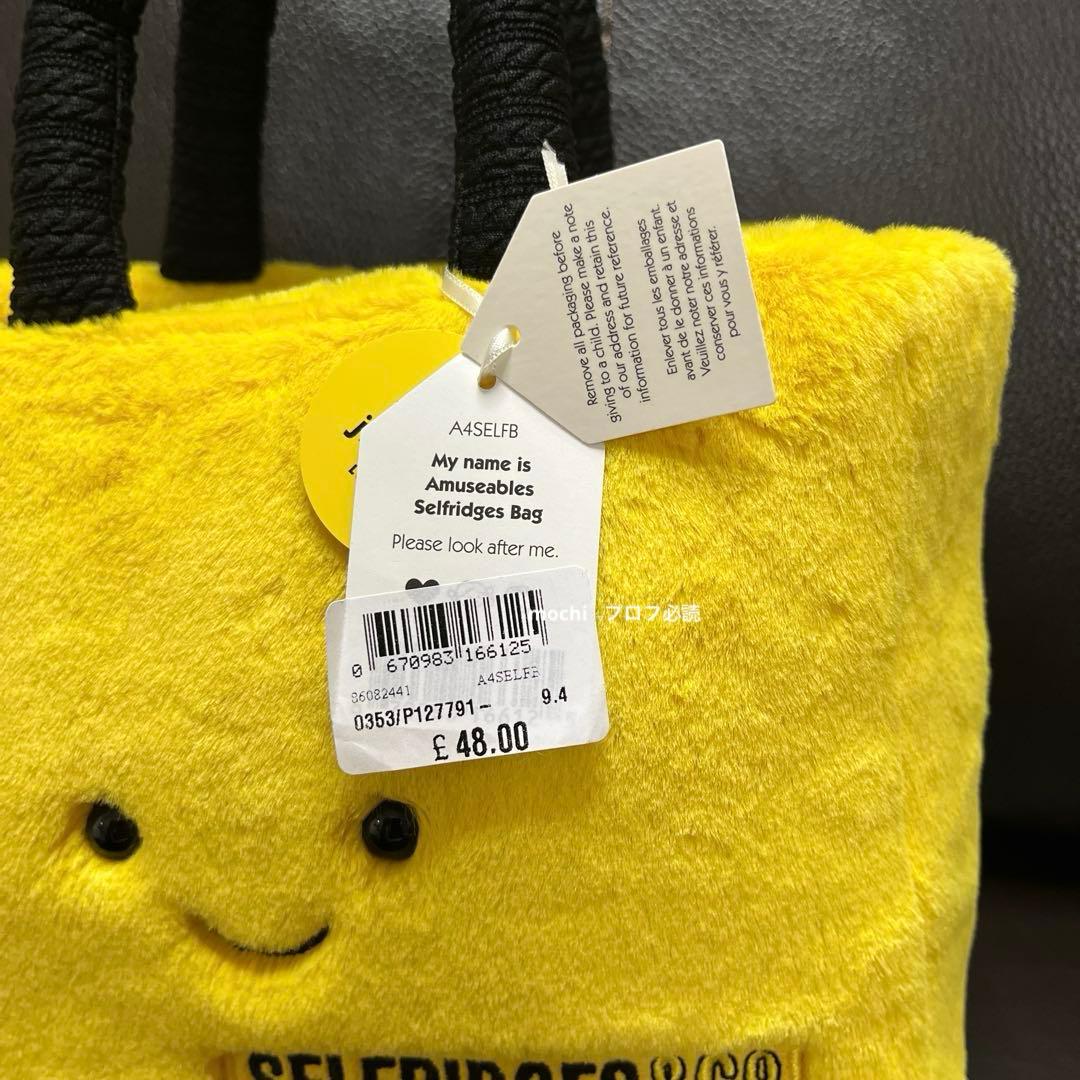 Remove all packaging before
giving to a child. Please make a note
of our address and retain this
information for future reference.
Enlever tous les emballages
avant de le donner à un enfant.
Veuillez noter notre adresse et
conserver ces informations
pour vous y référer.
j
A4SELFB
My name is
Amuseables
Selfridges Bag
Please look after me.
mochi プロフ必読
0 670983 166125
86082441 A4SELFB
0353/P127791- 9.4
£ 48.00
SELFRIDGES & CO